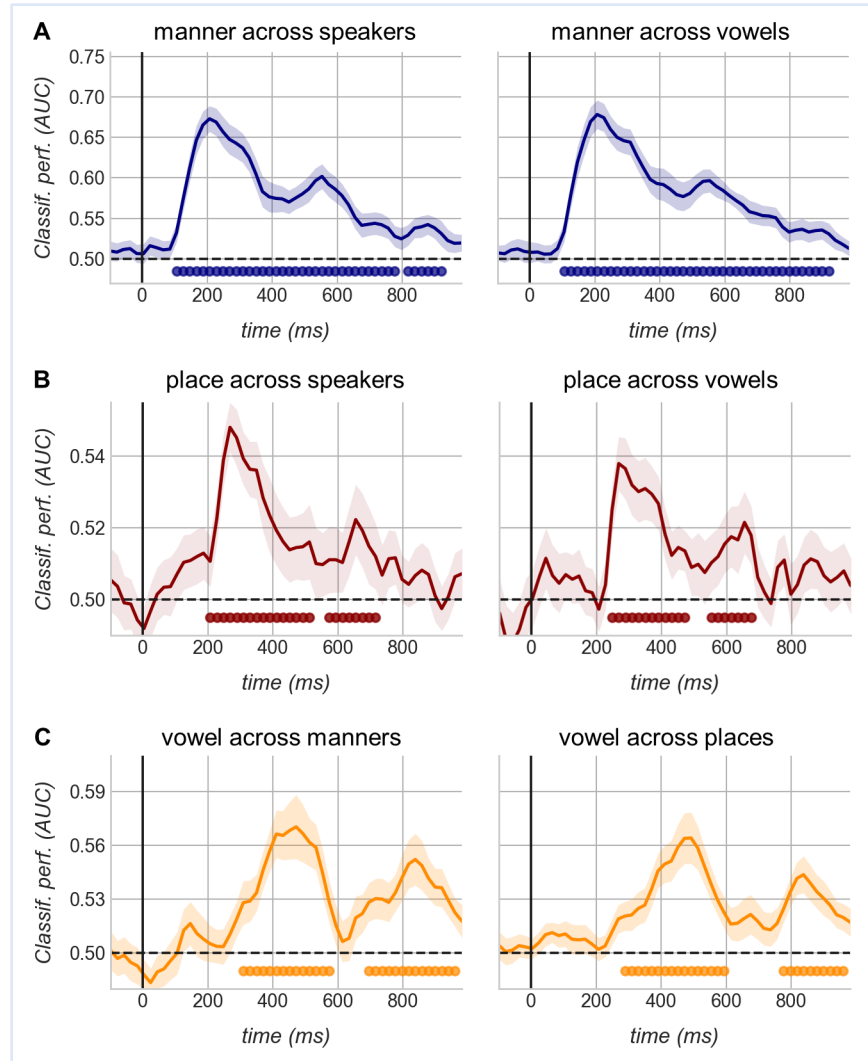 A
manner across speakers
manner across vowels
Classif. perf. (AUC)
0.75
0.70
0.65
0.60
0.55
0.50
0 200 400 600 800
0 200 400 600 800
time (ms)
time (ms)
B
place across speakers
place across vowels
Classif. perf. (AUC)
0.54
0.52
0.50
0 200 400 600 800
0 200 400 600 800
time (ms)
time (ms)
C
vowel across manners
vowel across places
Classif. perf. (AUC)
0.59
0.56
0.53
0.50
0 200 400 600 800
0 200 400 600 800
time (ms)
time (ms)